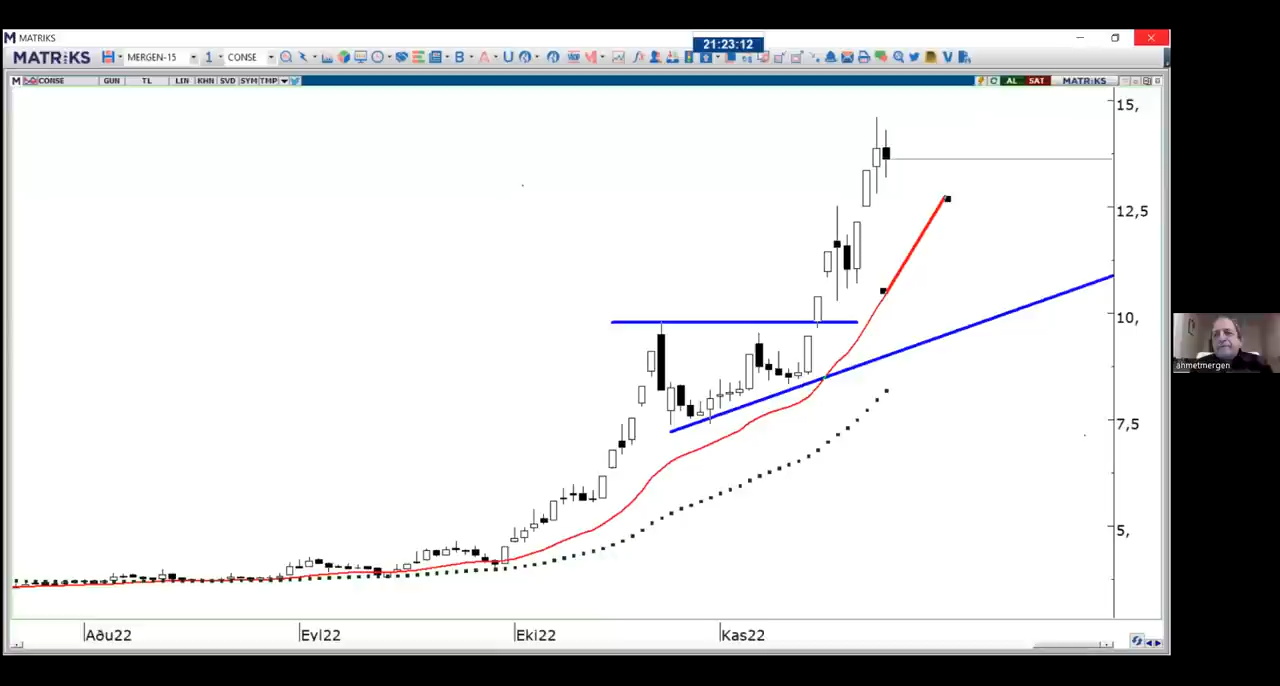 MATRIKS
21:23:12
MATRIKS MERGEN-15 1 CONSE
CONSE GUN TL LIN KHN SVD SYM TMP AL SAT MATRIKS
15,
12,5
10,
7,5
5,
Aðu22 Eyl22 Eki22 Kas22
ahmetmergen